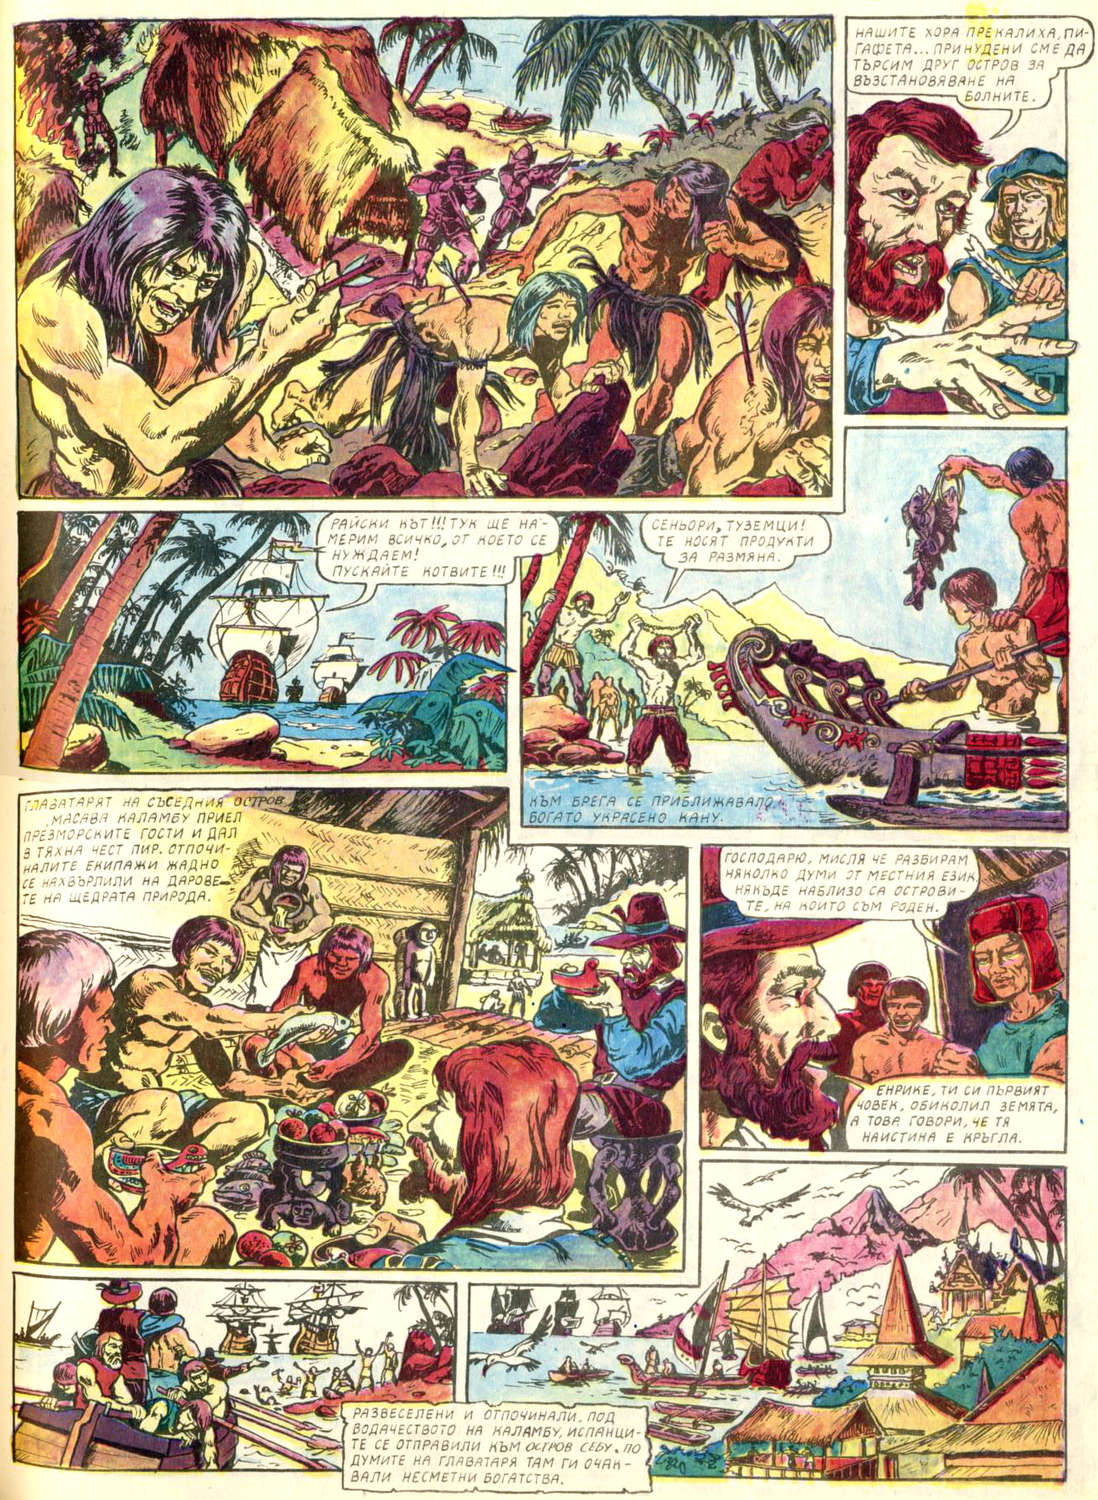 НАШИТЕ ХОРА ПРЕКАЛИХА, ПИ-
ГАФЕТА... ПРИНУДЕНИ СМЕ ДА
ТЪРСИМ ДРУГ ОСТРОВ ЗА
ВЪЗСТАНОВЯВАНЕ НА
БОЛНИТЕ.
РАЙСКИ КЪТ!!! ТУК ЩЕ НА-
МЕРИМ ВСИЧКО, ОТ КОЕТО СЕ
НУЖДАЕМ!
ПУСКАЙТЕ КОТВИТЕ!!!
СЕНЬОРИ, ТУЗЕМЦИ!
ТЕ НОСЯТ ПРОДУКТИ
ЗА РАЗМЯНА.
КЪМ БРЕГА СЕ ПРИБЛИЖАВАЛО
БОГАТО УКРАСЕНО КАНУ.
ГЛАВАТАРЯТ НА СЪСЕДНИЯ ОСТРОВ
МАСАВА КАЛАМБУ ПРИЕЛ
ПРЕЗМОРСКИТЕ ГОСТИ И ДАЛ
В ТЯХНА ЧЕСТ ПИР. ОТПОЧИ-
НАЛИТЕ ЕКИПАЖИ ЖАДНО
СЕ НАХВЪРЛИЛИ НА ДАРОВЕ-
ТЕ НА ЩЕДРАТА ПРИРОДА.
ГОСПОДАРЮ, МИСЛЯ ЧЕ РАЗБИРАМ
НЯКОЛКО ДУМИ ОТ МЕСТНИЯ ЕЗИК.
НЯКЪДЕ НАБЛИЗО СА ОСТРОВИ-
ТЕ, НА КОИТО СЪМ РОДЕН.
ЕНРИКЕ, ТИ СИ ПЪРВИЯТ
ЧОВЕК, ОБИКОЛИЛ ЗЕМЯТА,
А ТОВА ГОВОРИ, ЧЕ ТЯ
НАИСТИНА Е КРЪГЛА.
РАЗВЕСЕЛЕНИ И ОТПОЧИНАЛИ, ПОД
ВОДАЧЕСТВОТО НА КАЛАМБУ, ИСПАНЦИ-
ТЕ СЕ ОТПРАВИЛИ КЪМ ОСТРОВ СЕБУ. ПО
ДУМИТЕ НА ГЛАВАТАРЯ ТАМ ГИ ОЧАК-
ВАЛИ НЕСМЕТНИ БОГАТСТВА.